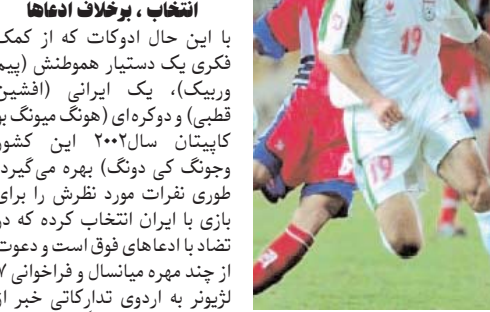 انتخاب ، برخلاف ادعاها
با این حال ادوکات که از کمک
فکری یک دستیار هموطنش (پیم
وربیک)، یک ایرانی (افشین
قطبی) و دوکره‌ای (هونگ میونگ بو
کاپیتان سال۲۰۰۲ این کشور
وجونگ کی دونگ) بهره می‌گیرد،
طوری نفرات مورد نظرش را برای
بازی با ایران انتخاب کرده که در
تضاد با ادعاهای فوق است و دعوت
از چند مهره میانسال و فراخوانی ۷
لژیونر به اردوی تدارکاتی خبر از
19
19